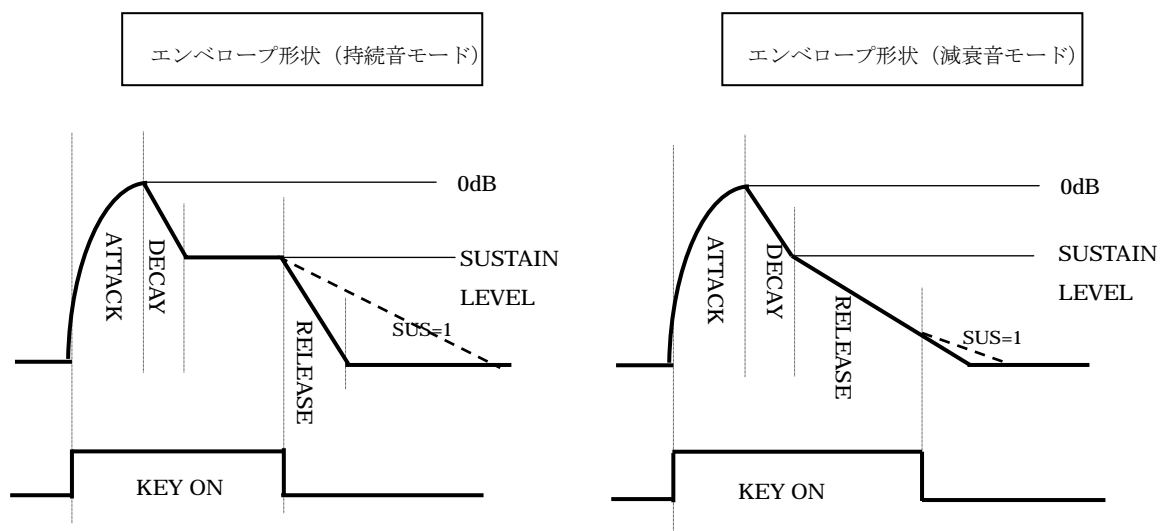 エンベロープ形状（持続音モード）
0dB
ATTACK
DECAY
SUSTAIN
LEVEL
RELEASE
SUS=1
KEY ON
エンベロープ形状（減衰音モード）
0dB
ATTACK
DECAY
SUSTAIN
LEVEL
RELEASE
SUS=1
KEY ON